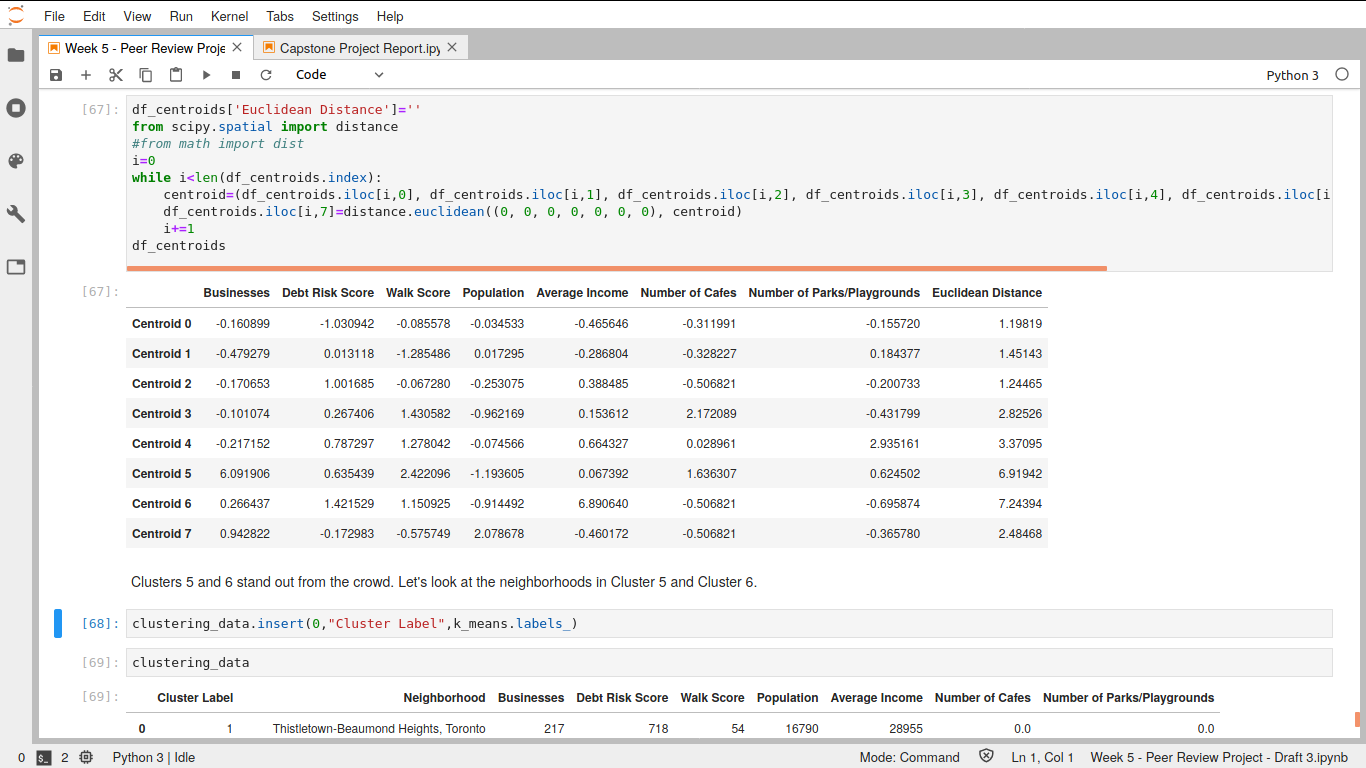 File Edit View Run Kernel Tabs Settings Help
Week 5 - Peer Review Proje
Capstone Project Report.ipy
Code
Python 3
[67]:
df_centroids['Euclidean Distance']=''
from scipy.spatial import distance
#from math import dist
i=0
while i<len(df_centroids.index):
    centroid=(df_centroids.iloc[i,0], df_centroids.iloc[i,1], df_centroids.iloc[i,2], df_centroids.iloc[i,3], df_centroids.iloc[i,4], df_centroids.iloc[i
    df_centroids.iloc[i,7]=distance.euclidean((0, 0, 0, 0, 0, 0, 0), centroid)
    i+=1
df_centroids
[67]:
Businesses Debt Risk Score Walk Score Population Average Income Number of Cafes Number of Parks/Playgrounds Euclidean Distance
Centroid 0 -0.160899 -1.030942 -0.085578 -0.034533 -0.465646 -0.311991 -0.155720 1.19819
Centroid 1 -0.479279 0.013118 -1.285486 0.017295 -0.286804 -0.328227 0.184377 1.45143
Centroid 2 -0.170653 1.001685 -0.067280 -0.253075 0.388485 -0.506821 -0.200733 1.24465
Centroid 3 -0.101074 0.267406 1.430582 -0.962169 0.153612 2.172089 -0.431799 2.82526
Centroid 4 -0.217152 0.787297 1.278042 -0.074566 0.664327 0.028961 2.935161 3.37095
Centroid 5 6.091906 0.635439 2.422096 -1.193605 0.067392 1.636307 0.624502 6.91942
Centroid 6 0.266437 1.421529 1.150925 -0.914492 6.890640 -0.506821 -0.695874 7.24394
Centroid 7 0.942822 -0.172983 -0.575749 2.078678 -0.460172 -0.506821 -0.365780 2.48468
Clusters 5 and 6 stand out from the crowd. Let's look at the neighborhoods in Cluster 5 and Cluster 6.
[68]: clustering_data.insert(0,"Cluster Label",k_means.labels_)
[69]: clustering_data
[69]: Cluster Label Neighborhood Businesses Debt Risk Score Walk Score Population Average Income Number of Cafes Number of Parks/Playgrounds
0 1 Thistletown-Beaumond Heights, Toronto 217 718 54 16790 28955 0.0 0.0
0 $_ 2 Python 3 | Idle Mode: Command Ln 1, Col 1 Week 5 - Peer Review Project - Draft 3.ipynb